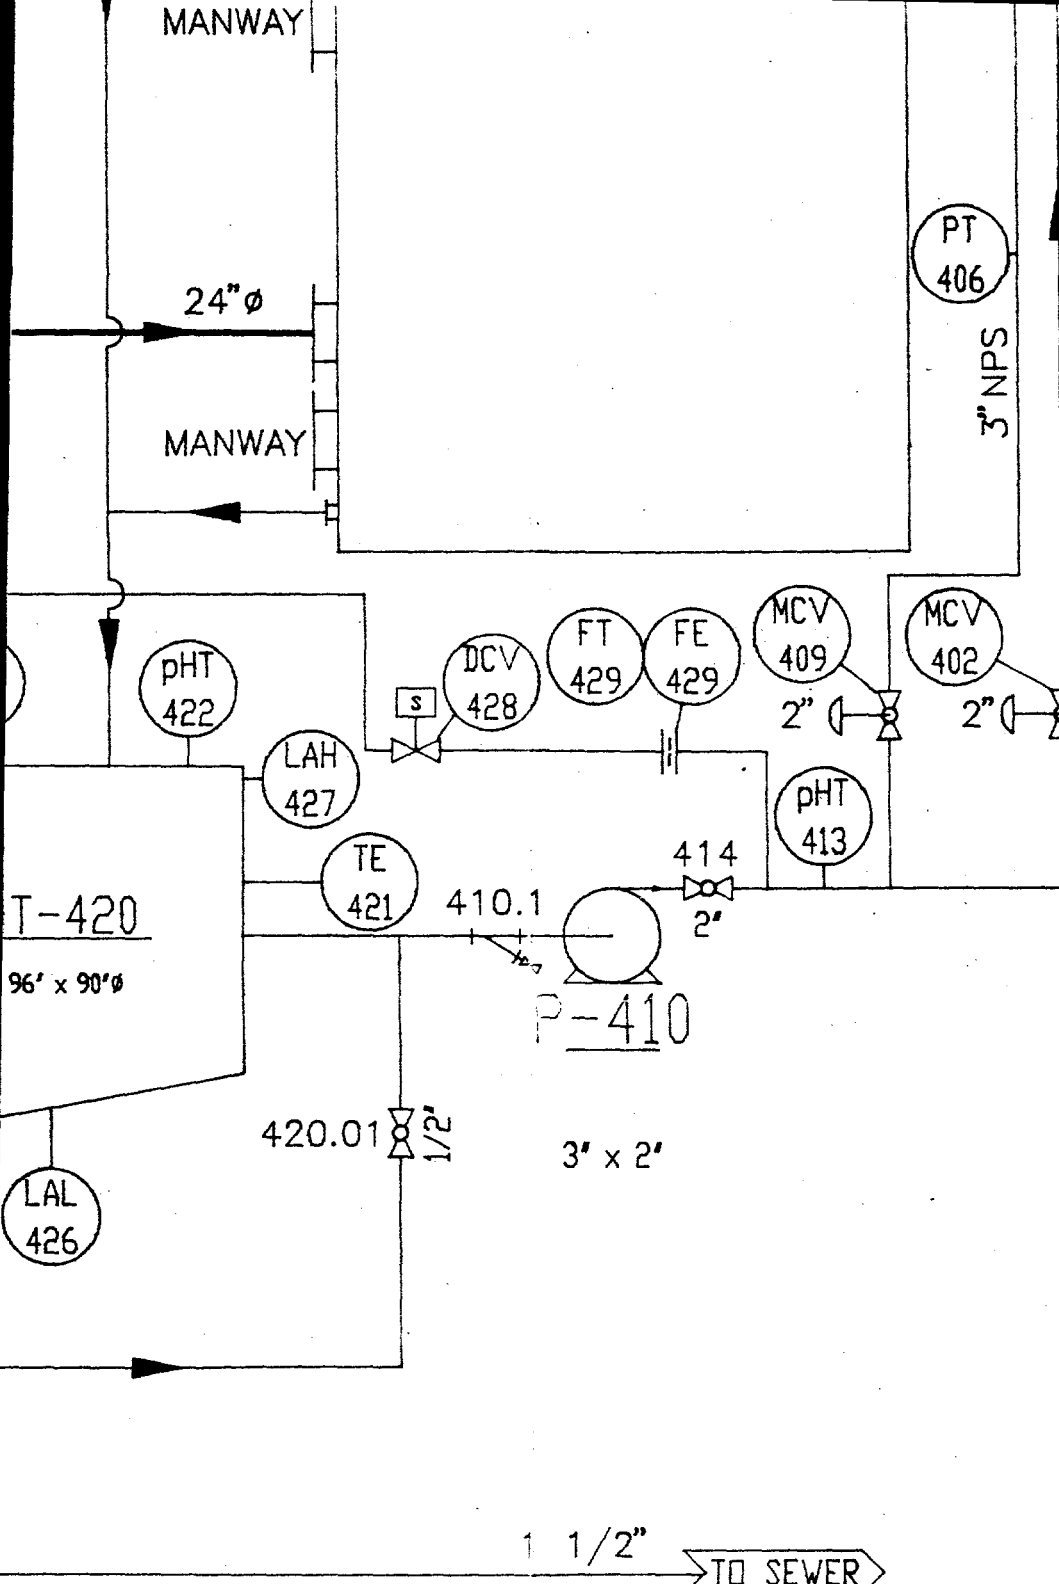 MANWAY
PT
406
24"ø
3" NPS
MANWAY
MCV
409
MCV
402
FT
429
FE
429
DCV
428
pHT
422
S
2"
2"
LAH
427
pHT
413
TE
421
414
2"
410.1
T-420
96" x 90"ø
P-410
420.01
1/2"
3" x 2"
LAL
426
1 1/2"
TO SEWER